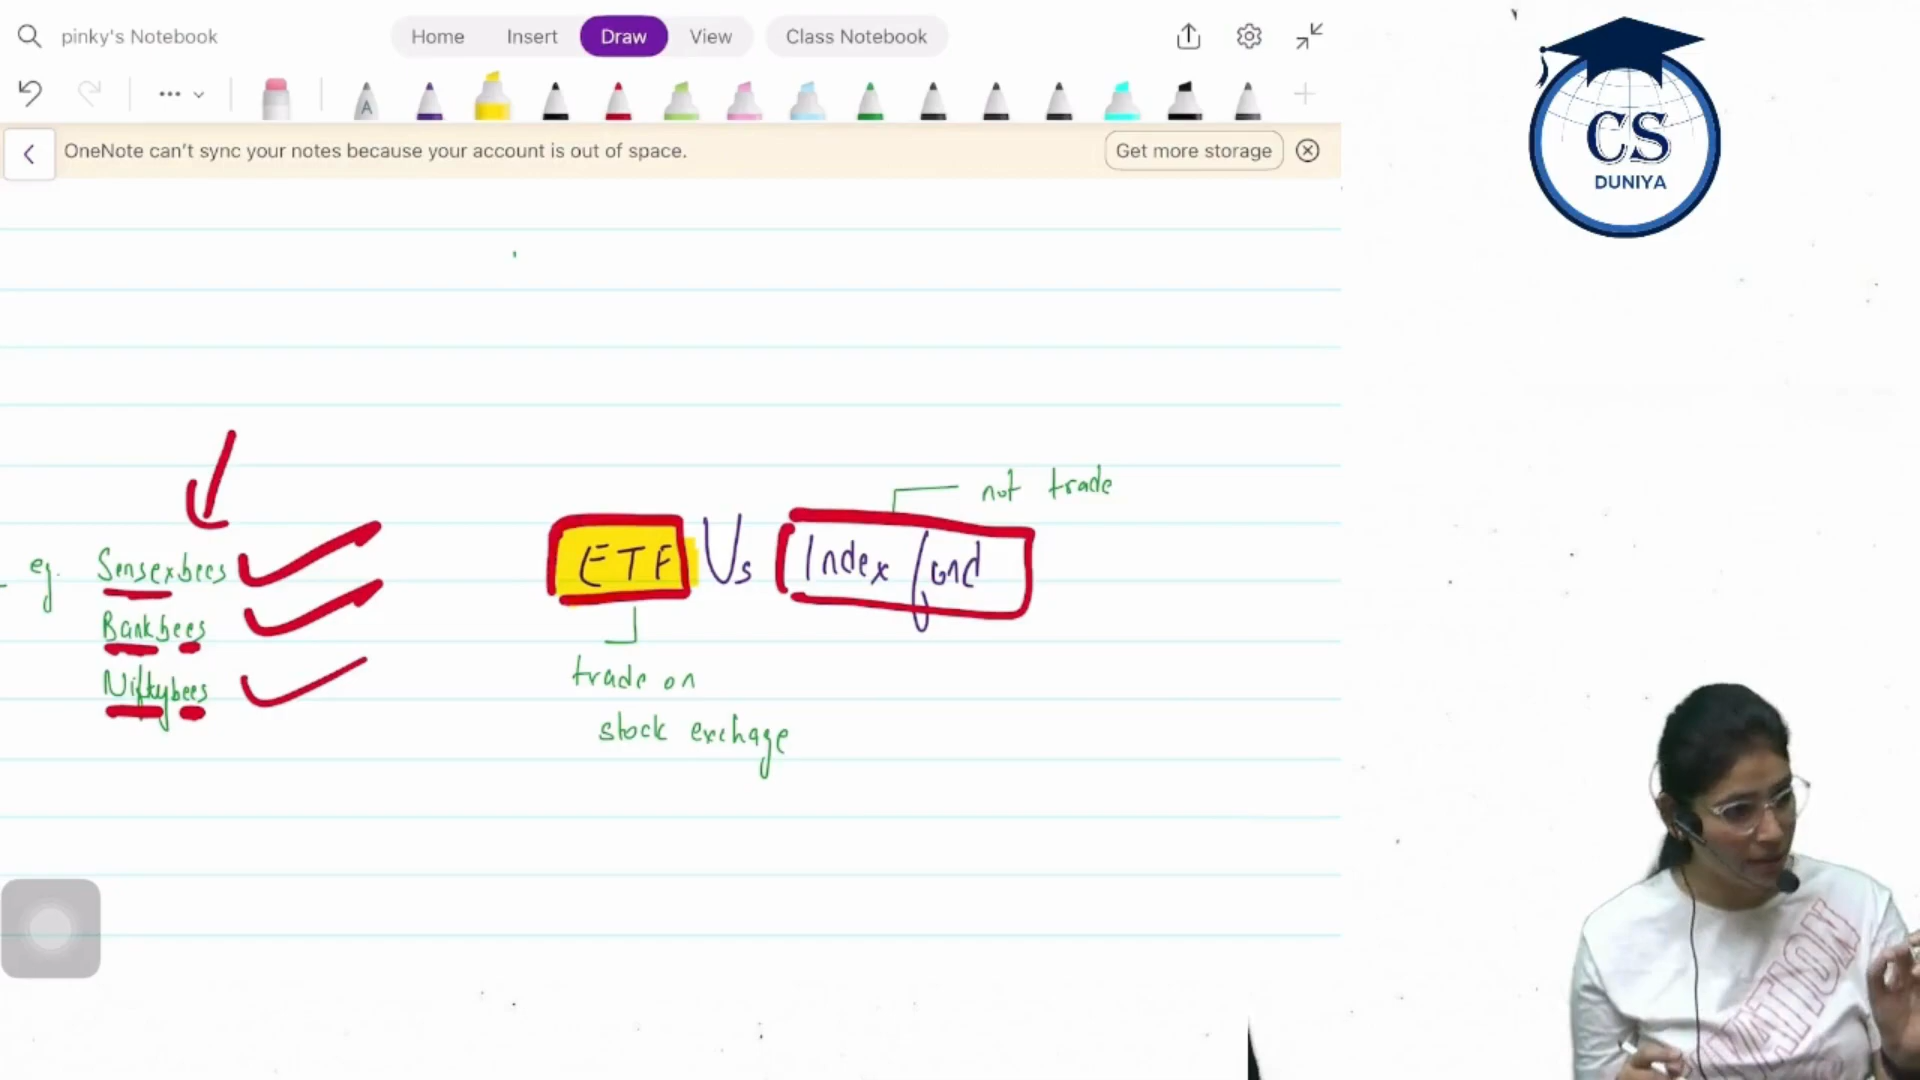 pinky's Notebook
Home Insert Draw View Class Notebook
A
OneNote can't sync your notes because your account is out of space.
Get more storage
CS
DUNIYA
not trade
ETF Vs Index fund
eg. Sensexbees
Bankbees
Niftybees
trade on
stock exchage